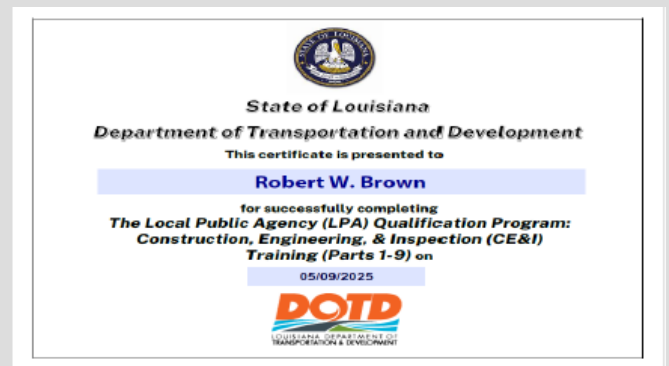 State of Louisiana
Department of Transportation and Development
This certificate is presented to
Robert W. Brown
for successfully completing
The Local Public Agency (LPA) Qualification Program:
Construction, Engineering, & Inspection (CE&I)
Training (Parts 1-9) on
05/09/2025
DOTD
LOUISIANA DEPARTMENT OF
TRANSPORTATION & DEVELOPMENT